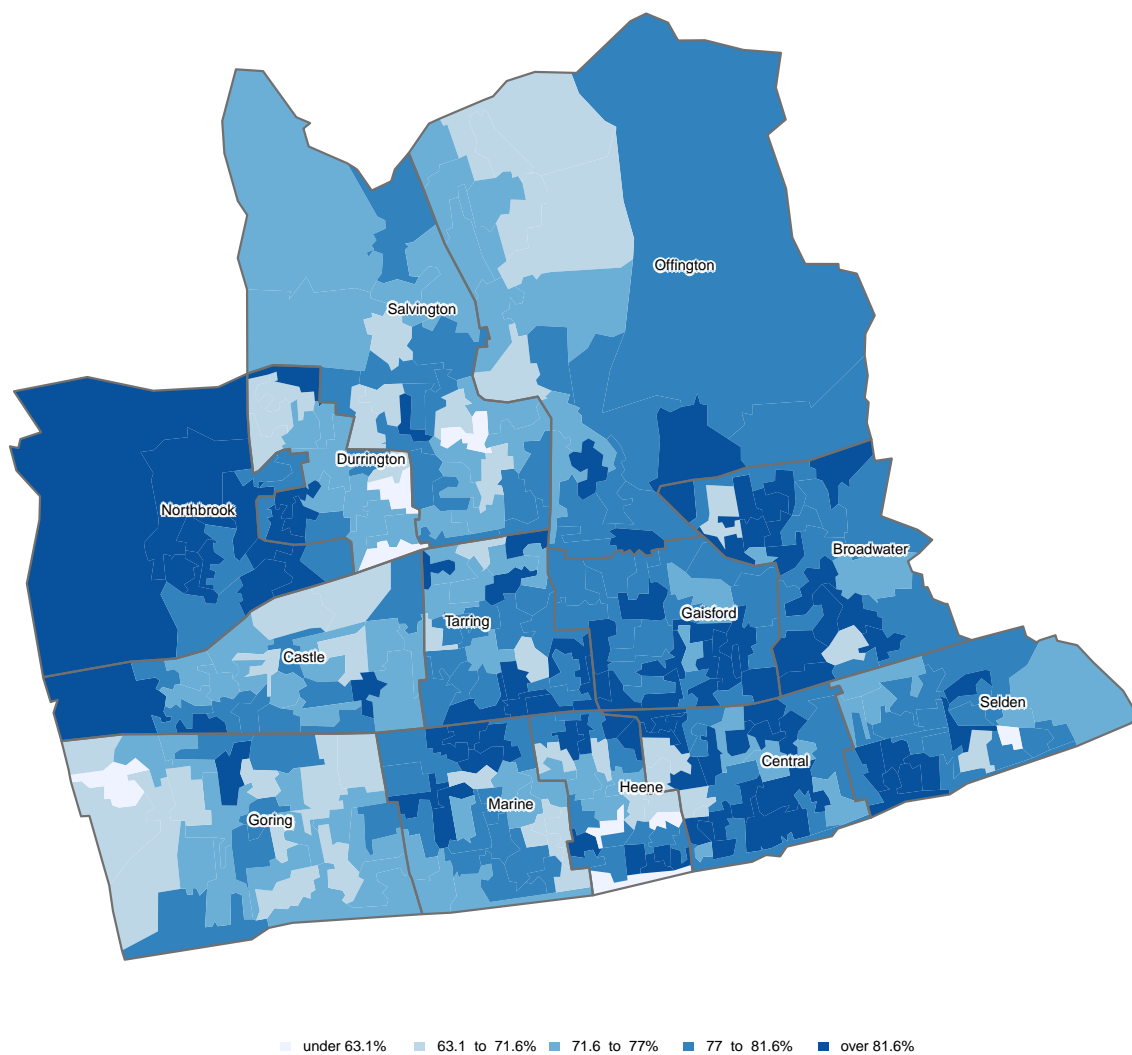 Offington
Salvington
Durrington
Northbrook
Broadwater
Gaisford
Tarring
Castle
Selden
Central
Heene
Marine
Goring
under 63.1% 63.1 to 71.6% 71.6 to 77% 77 to 81.6% over 81.6%